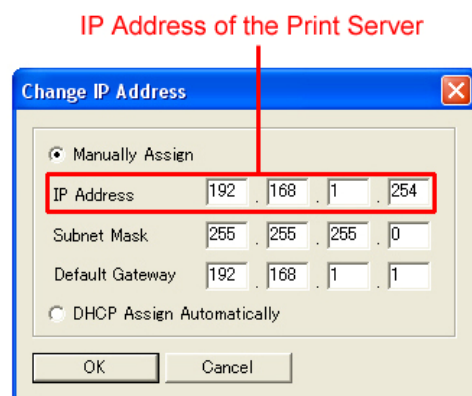 IP Address of the Print Server
Change IP Address
Manually Assign
IP Address 192 . 168 . 1 . 254
Subnet Mask 255 . 255 . 255 . 0
Default Gateway 192 . 168 . 1 . 1
DHCP Assign Automatically
OK Cancel